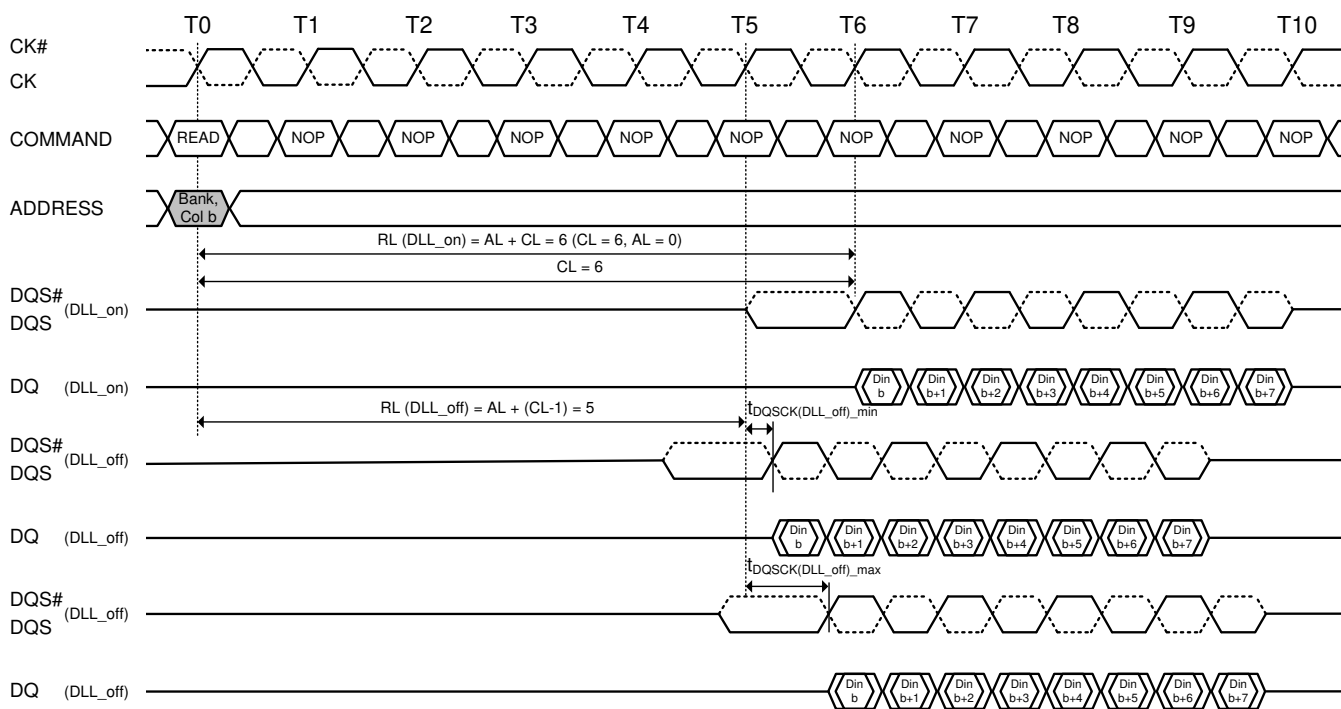 T0 T1 T2 T3 T4 T5 T6 T7 T8 T9 T10
CK#
CK
COMMAND READ NOP NOP NOP NOP NOP NOP NOP NOP NOP NOP
ADDRESS Bank,
Col b
RL (DLL_on) = AL + CL = 6 (CL = 6, AL = 0)
CL = 6
DQS#
(DLL_on)
DQS
DQ (DLL_on) Din b Din b+1 Din b+2 Din b+3 Din b+4 Din b+5 Din b+6 Din b+7
RL (DLL_off) = AL + (CL-1) = 5
tDQSCK(DLL_off)_min
DQS#
(DLL_off)
DQS
DQ (DLL_off) Din b Din b+1 Din b+2 Din b+3 Din b+4 Din b+5 Din b+6 Din b+7
tDQSCK(DLL_off)_max
DQS#
(DLL_off)
DQS
DQ (DLL_off) Din b Din b+1 Din b+2 Din b+3 Din b+4 Din b+5 Din b+6 Din b+7